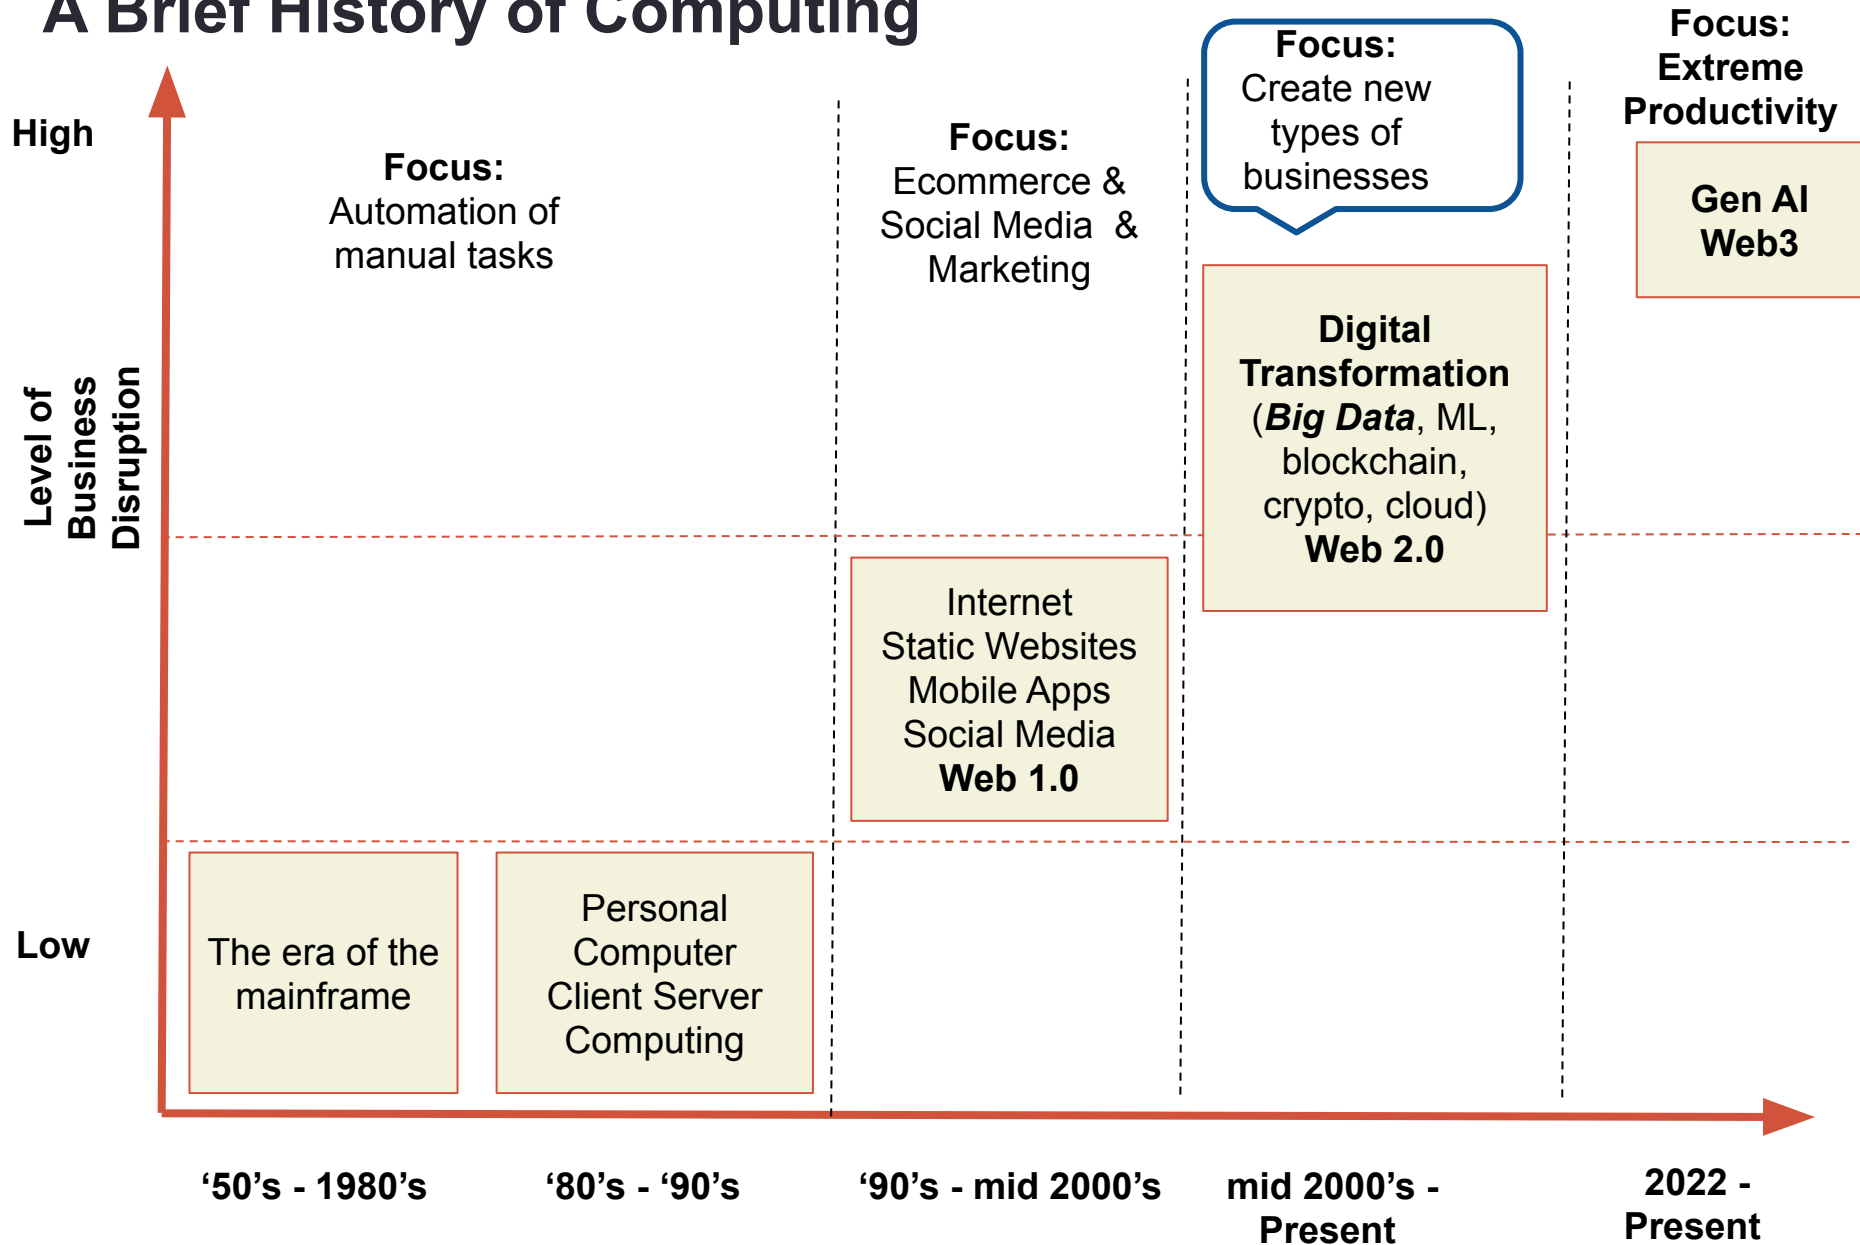 A Brief History of Computing
High
Focus:
Automation of
manual tasks
Focus:
Ecommerce &
Social Media &
Marketing
Focus:
Create new
types of
businesses
Focus:
Extreme
Productivity
Gen AI
Web3
Level of
Business
Disruption
Digital
Transformation
(Big Data, ML,
blockchain,
crypto, cloud)
Web 2.0
Internet
Static Websites
Mobile Apps
Social Media
Web 1.0
Low
The era of the
mainframe
Personal
Computer
Client Server
Computing
‘50’s - 1980’s
‘80’s - ‘90’s
‘90’s - mid 2000’s
mid 2000’s -
Present
2022 -
Present